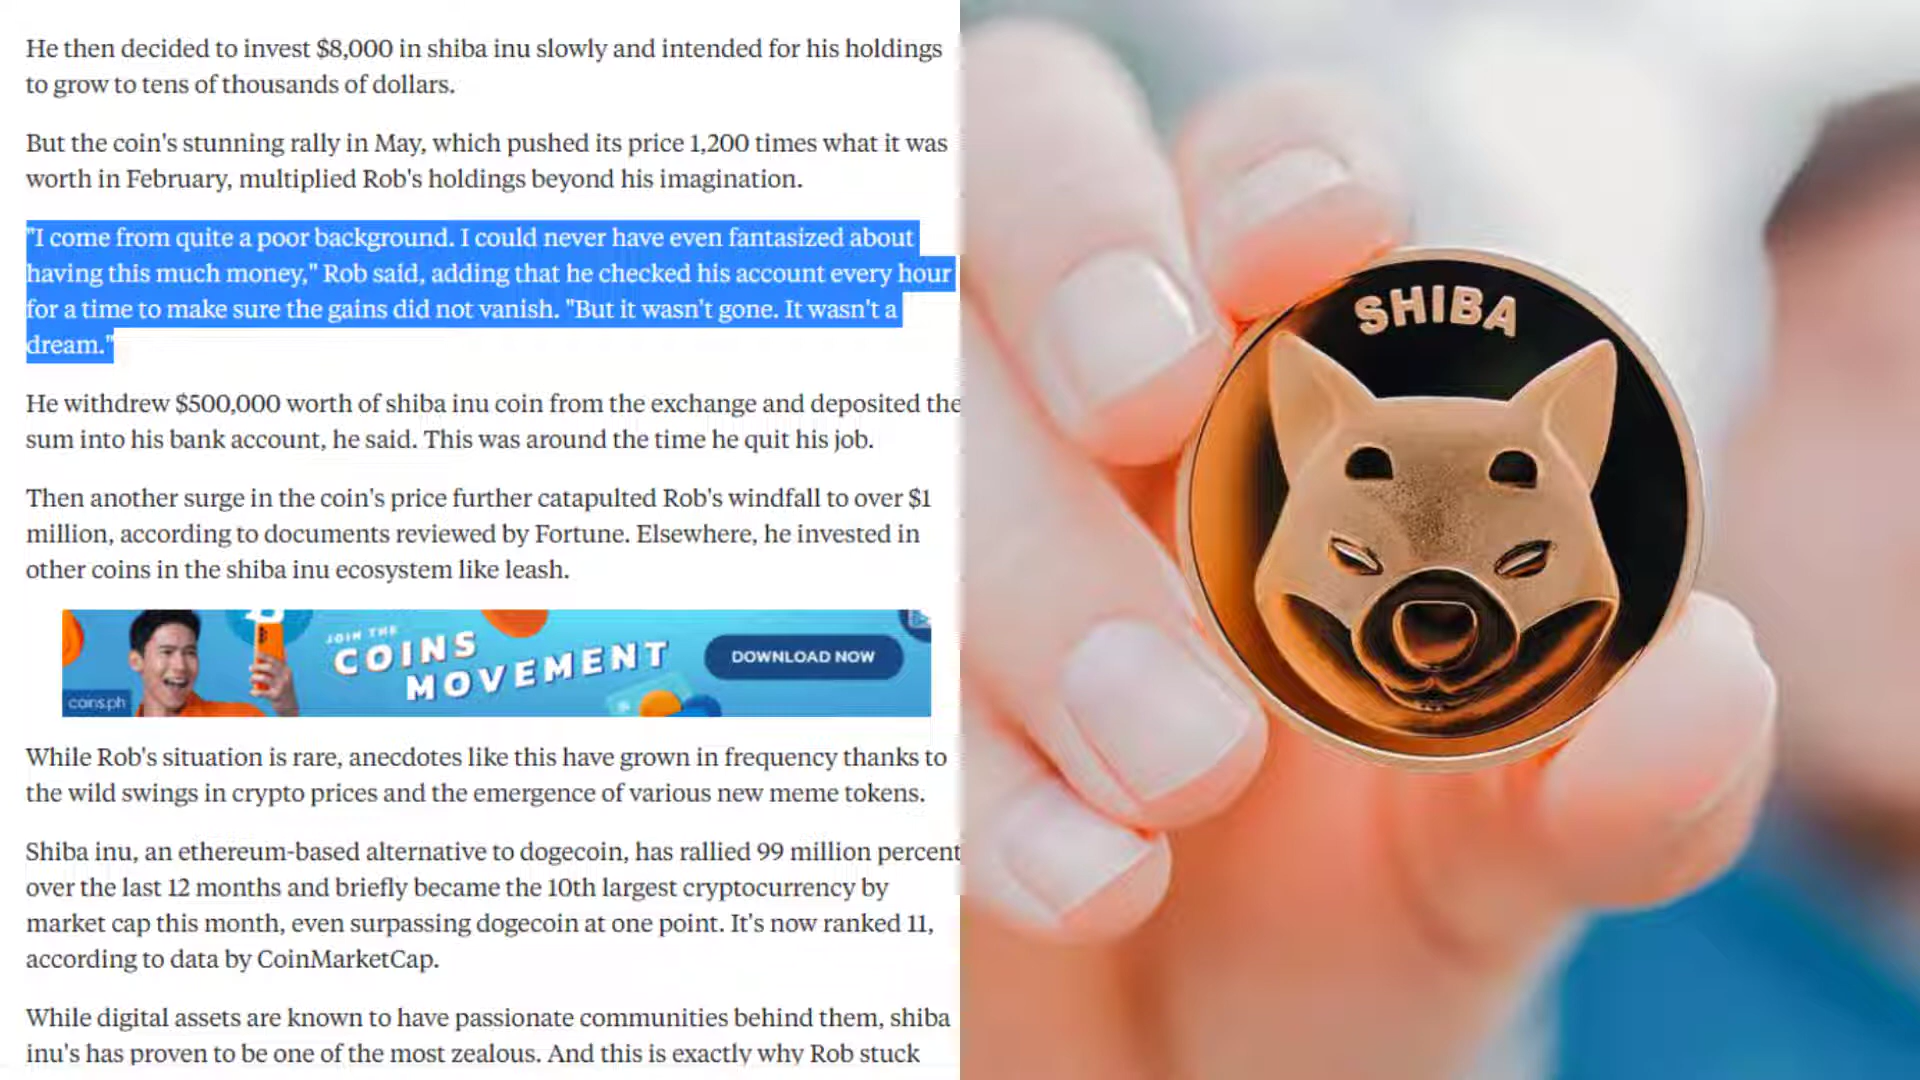 He then decided to invest $8,000 in shiba inu slowly and intended for his holdings
to grow to tens of thousands of dollars.
But the coin's stunning rally in May, which pushed its price 1,200 times what it was
worth in February, multiplied Rob's holdings beyond his imagination.
"I come from quite a poor background. I could never have even fantasized about
having this much money," Rob said, adding that he checked his account every hour
for a time to make sure the gains did not vanish. "But it wasn't gone. It wasn't a
dream."
He withdrew $500,000 worth of shiba inu coin from the exchange and deposited the
sum into his bank account, he said. This was around the time he quit his job.
Then another surge in the coin's price further catapulted Rob's windfall to over $1
million, according to documents reviewed by Fortune. Elsewhere, he invested in
other coins in the shiba inu ecosystem like leash.
JOIN THE
COINS
MOVEMENT
DOWNLOAD NOW
coins.ph
While Rob's situation is rare, anecdotes like this have grown in frequency thanks to
the wild swings in crypto prices and the emergence of various new meme tokens.
Shiba inu, an ethereum-based alternative to dogecoin, has rallied 99 million percent
over the last 12 months and briefly became the 10th largest cryptocurrency by
market cap this month, even surpassing dogecoin at one point. It's now ranked 11,
according to data by CoinMarketCap.
While digital assets are known to have passionate communities behind them, shiba
inu's has proven to be one of the most zealous. And this is exactly why Rob stuck
SHIBA